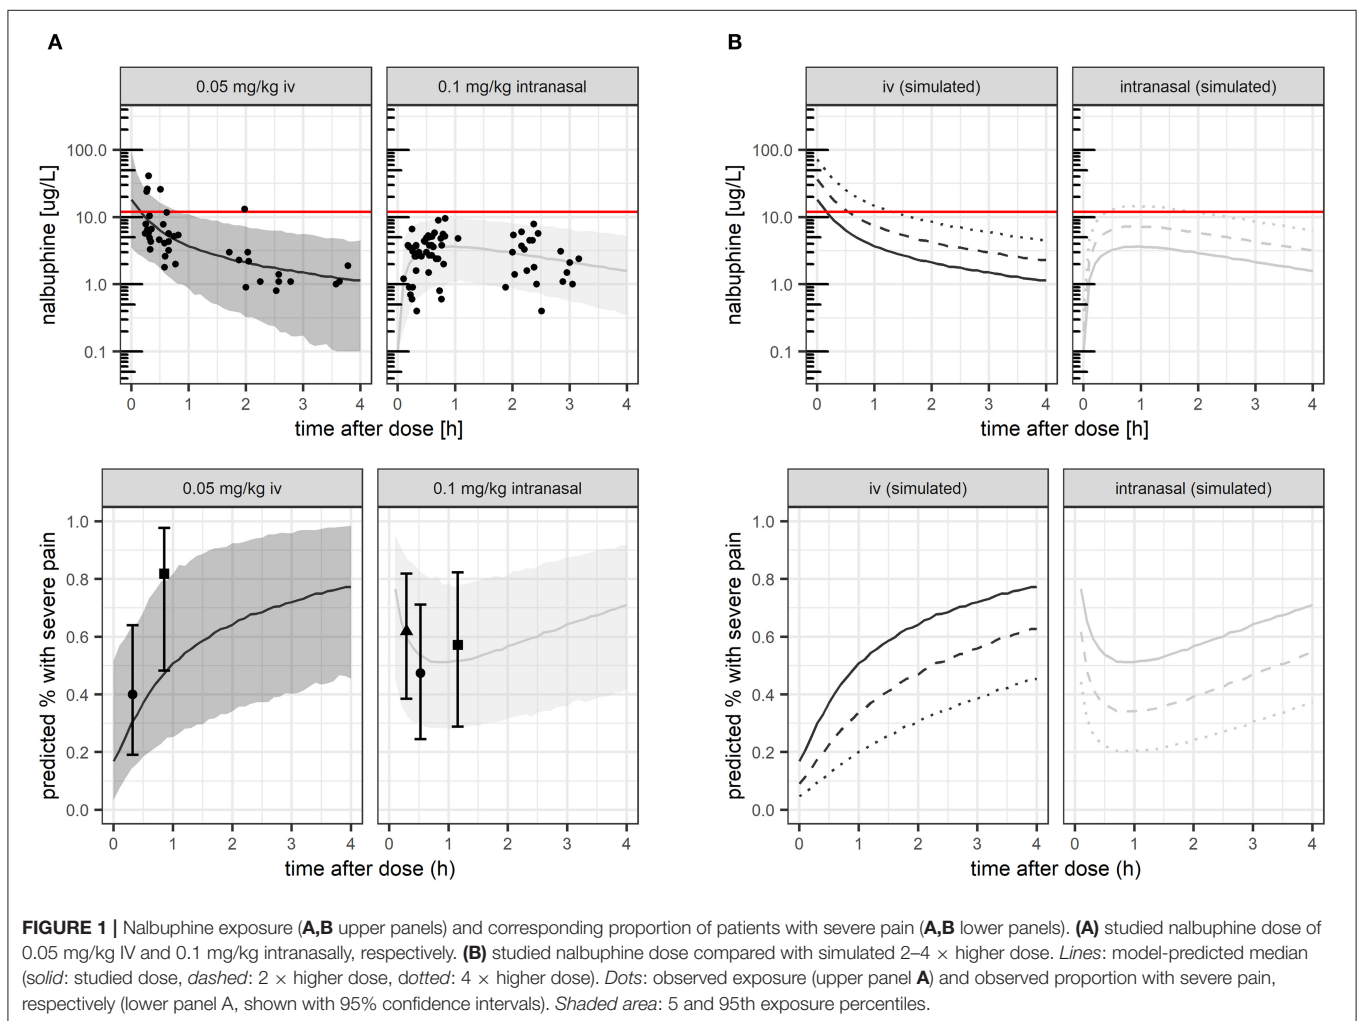 A
B
0.05 mg/kg iv
0.1 mg/kg intranasal
iv (simulated)
intranasal (simulated)
nalbuphine [ug/L]
100.0
10.0
1.0
0.1
0 1 2 3 4
0 1 2 3 4
time after dose [h]
nalbuphine [ug/L]
100.0
10.0
1.0
0.1
0 1 2 3 4
0 1 2 3 4
time after dose [h]
0.05 mg/kg iv
0.1 mg/kg intranasal
iv (simulated)
intranasal (simulated)
predicted % with severe pain
1.0
0.8
0.6
0.4
0.2
0.0
0 1 2 3 4
0 1 2 3 4
time after dose (h)
predicted % with severe pain
1.0
0.8
0.6
0.4
0.2
0.0
0 1 2 3 4
0 1 2 3 4
time after dose (h)
FIGURE 1 | Nalbuphine exposure (A,B upper panels) and corresponding proportion of patients with severe pain (A,B lower panels). (A) studied nalbuphine dose of
0.05 mg/kg IV and 0.1 mg/kg intranasally, respectively. (B) studied nalbuphine dose compared with simulated 2–4 × higher dose. Lines: model-predicted median
(solid: studied dose, dashed: 2 × higher dose, dotted: 4 × higher dose). Dots: observed exposure (upper panel A) and observed proportion with severe pain,
respectively (lower panel A, shown with 95% confidence intervals). Shaded area: 5 and 95th exposure percentiles.